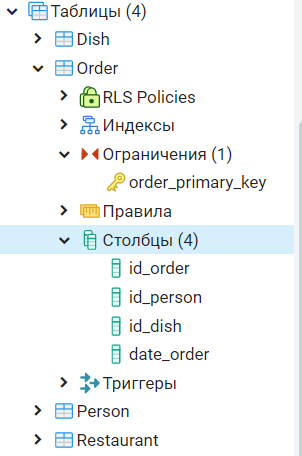 Таблицы (4)
Dish
Order
RLS Policies
Индексы
Ограничения (1)
order_primary_key
Правила
Столбцы (4)
id_order
id_person
id_dish
date_order
Триггеры
Person
Restaurant